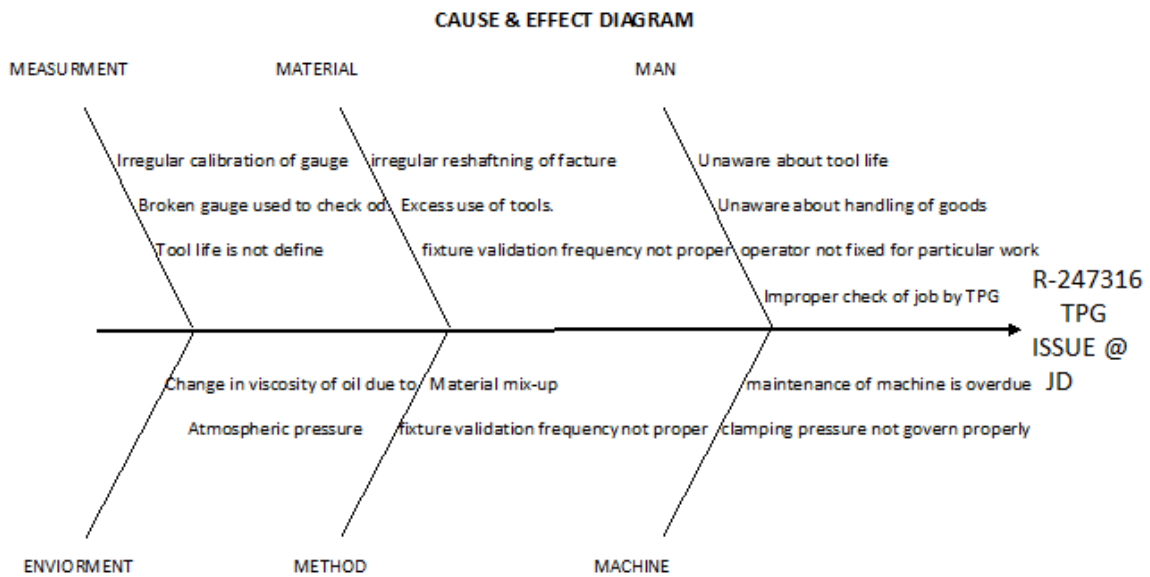 CAUSE & EFFECT DIAGRAM
MEASURMENT
MATERIAL
MAN
Irregular calibration of gauge
irregular reshaftning of facture
Unaware about tool life
Broken gauge used to check od.
Excess use of tools.
Unaware about handling of goods
Tool life is not define
fixture validation frequency not proper
operator not fixed for particular work
Improper check of job by TPG
R-247316
TPG
ISSUE @
JD
Change in viscosity of oil due to
Material mix-up
maintenance of machine is overdue
Atmospheric pressure
fixture validation frequency not proper
clamping pressure not govern properly
ENVIORMENT
METHOD
MACHINE